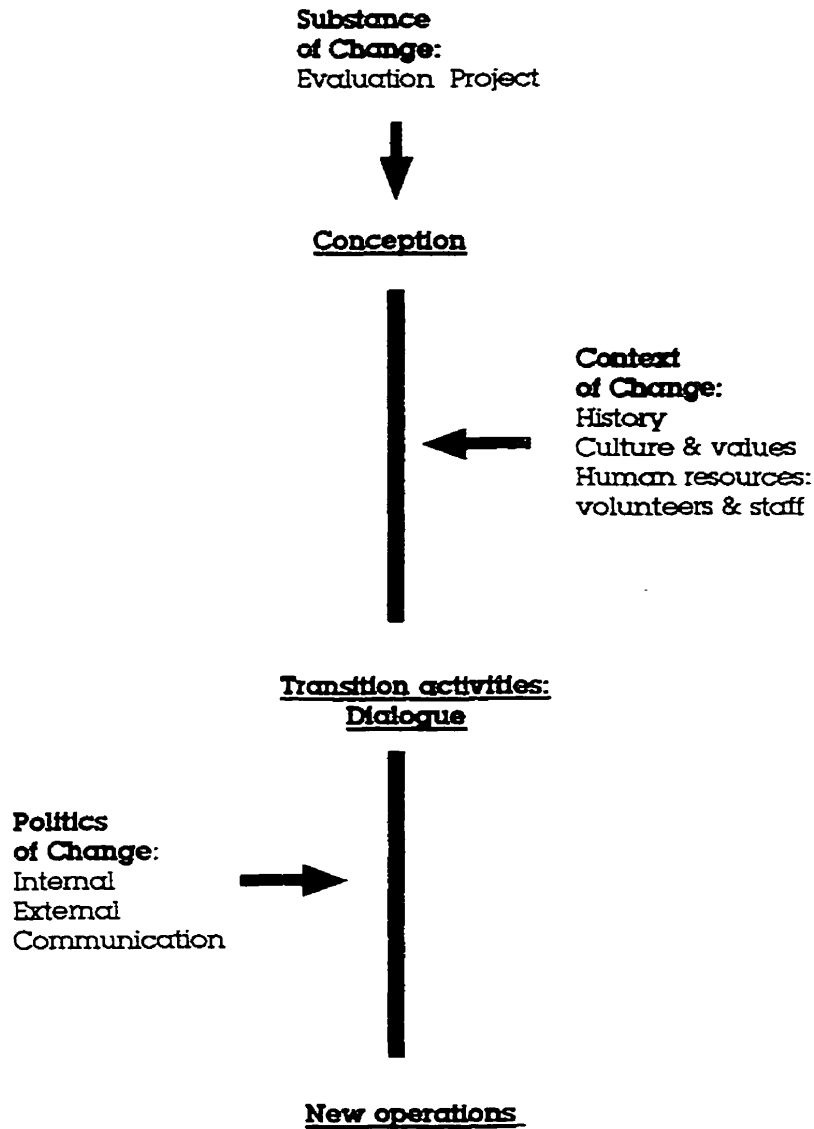 Substance
of Change:
Evaluation Project
Conception
Context
of Change:
History
Culture & values
Human resources:
volunteers & staff
Transition activities:
Dialogue
Politics
of Change:
Internal
External
Communication
New operations